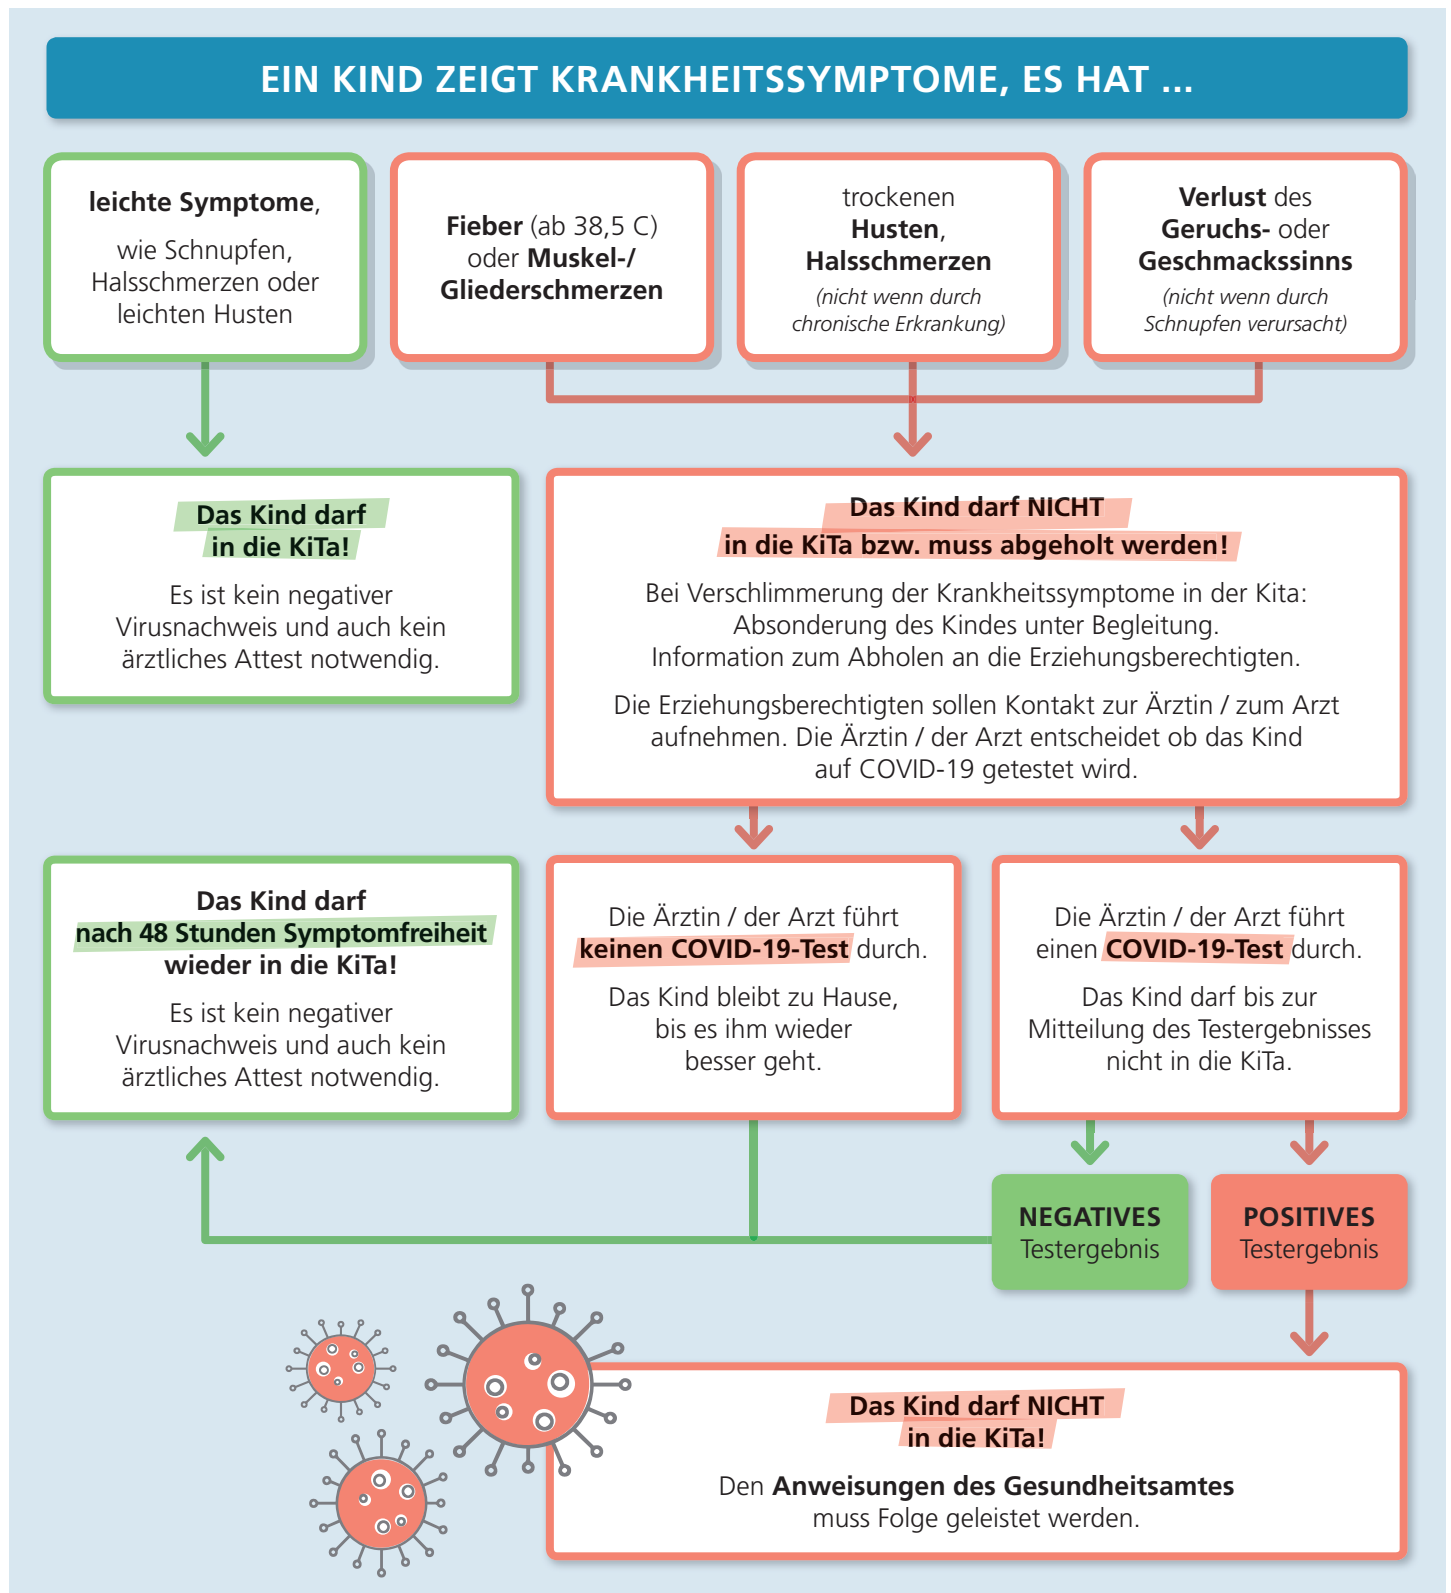 EIN KIND ZEIGT KRANKHEITSSYMPTOME, ES HAT ...
leichte Symptome,
wie Schnupfen,
Halsschmerzen oder
leichten Husten
Fieber (ab 38,5 C)
oder Muskel-/
Gliederschmerzen
trockenen
Husten,
Halsschmerzen
(nicht wenn durch
chronische Erkrankung)
Verlust des
Geruchs- oder
Geschmackssinns
(nicht wenn durch
Schnupfen verursacht)
Das Kind darf
in die KiTa!
Es ist kein negativer
Virusnachweis und auch kein
ärztliches Attest notwendig.
Das Kind darf NICHT
in die KiTa bzw. muss abgeholt werden!
Bei Verschlimmerung der Krankheitssymptome in der Kita:
Absonderung des Kindes unter Begleitung.
Information zum Abholen an die Erziehungsberechtigten.
Die Erziehungsberechtigten sollen Kontakt zur Ärztin / zum Arzt
aufnehmen. Die Ärztin / der Arzt entscheidet ob das Kind
auf COVID-19 getestet wird.
Das Kind darf
nach 48 Stunden Symptomfreiheit
wieder in die KiTa!
Es ist kein negativer
Virusnachweis und auch kein
ärztliches Attest notwendig.
Die Ärztin / der Arzt führt
keinen COVID-19-Test durch.
Das Kind bleibt zu Hause,
bis es ihm wieder
besser geht.
Die Ärztin / der Arzt führt
einen COVID-19-Test durch.
Das Kind darf bis zur
Mitteilung des Testergebnisses
nicht in die KiTa.
NEGATIVES
Testergebnis
POSITIVES
Testergebnis
Das Kind darf NICHT
in die KiTa!
Den Anweisungen des Gesundheitsamtes
muss Folge geleistet werden.